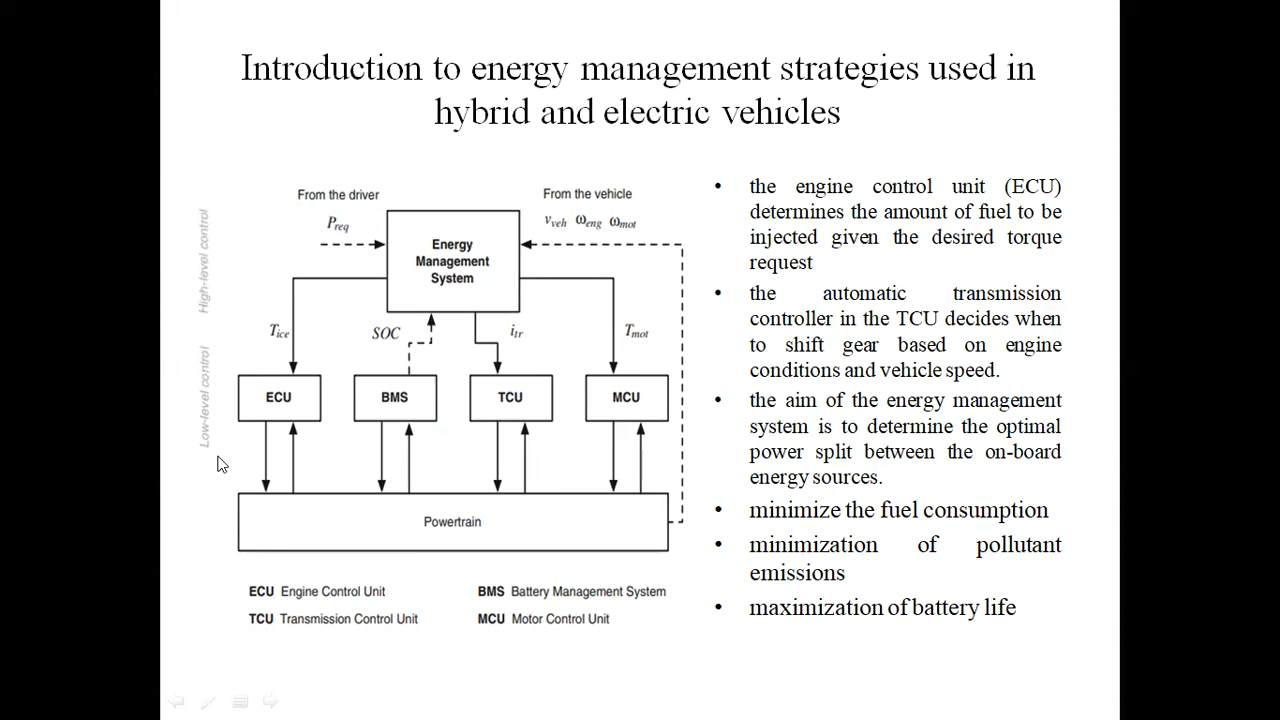 Introduction to energy management strategies used in
hybrid and electric vehicles
From the driver
From the vehicle
Preq
vveh ωeng ωmot
High-level control
Energy
Management
System
Tice
SOC
itr
Tmot
Low-level control
ECU
BMS
TCU
MCU
Powertrain
ECU Engine Control Unit
BMS Battery Management System
TCU Transmission Control Unit
MCU Motor Control Unit
• the engine control unit (ECU)
determines the amount of fuel to be
injected given the desired torque
request
• the automatic transmission
controller in the TCU decides when
to shift gear based on engine
conditions and vehicle speed.
• the aim of the energy management
system is to determine the optimal
power split between the on-board
energy sources.
• minimize the fuel consumption
• minimization of pollutant
emissions
• maximization of battery life